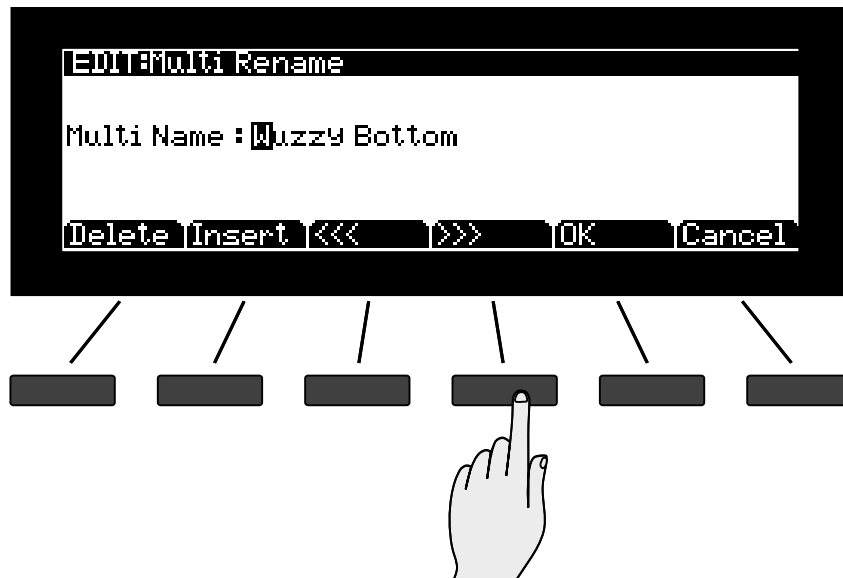 EDIT:Multi Rename
Multi Name : Wuzzy Bottom
Delete Insert <<< >>> OK Cancel